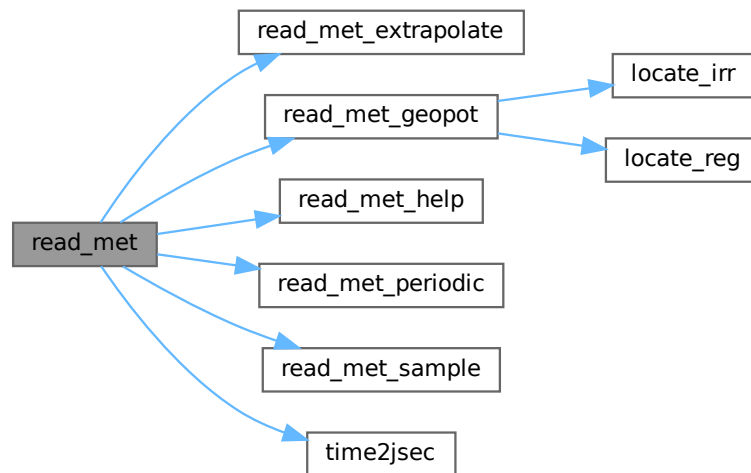 read_met
read_met_extrapolate
read_met_geopot
locate_irr
locate_reg
read_met_help
read_met_periodic
read_met_sample
time2jsec